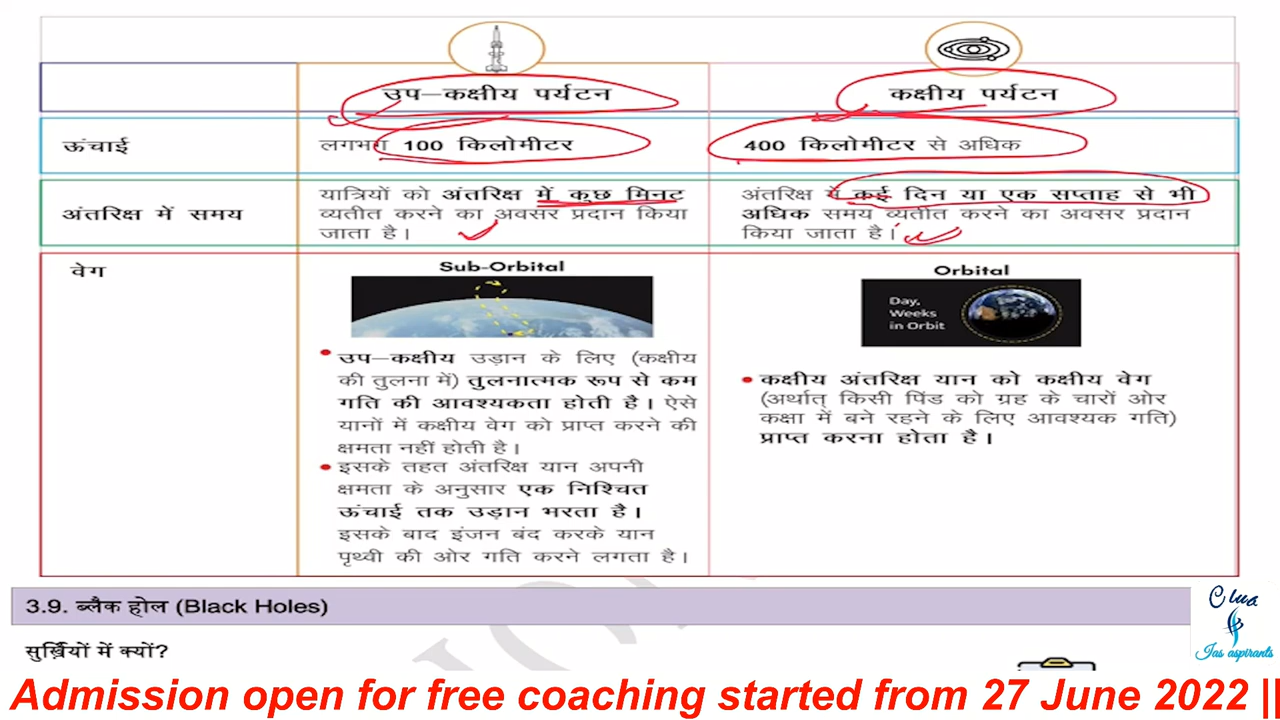 उप–कक्षीय पर्यटन
कक्षीय पर्यटन
ऊंचाई
लगभग 100 किलोमीटर
400 किलोमीटर से अधिक
अंतरिक्ष में समय
यात्रियों को अंतरिक्ष में कुछ मिनट
व्यतीत करने का अवसर प्रदान किया
जाता है।
अंतरिक्ष में कई दिन या एक सप्ताह से भी
अधिक समय व्यतीत करने का अवसर प्रदान
किया जाता है।
वेग
Sub-Orbital
उप–कक्षीय उड़ान के लिए (कक्षीय
की तुलना में) तुलनात्मक रूप से कम
गति की आवश्यकता होती है। ऐसे
यानों में कक्षीय वेग को प्राप्त करने की
क्षमता नहीं होती है।
इसके तहत अंतरिक्ष यान अपनी
क्षमता के अनुसार एक निश्चित
ऊंचाई तक उड़ान भरता है।
इसके बाद इंजन बंद करके यान
पृथ्वी की ओर गति करने लगता है।
Orbital
Day,
Weeks
in Orbit
कक्षीय अंतरिक्ष यान को कक्षीय वेग
(अर्थात् किसी पिंड को ग्रह के चारों ओर
कक्षा में बने रहने के लिए आवश्यक गति)
प्राप्त करना होता है।
3.9. ब्लैक होल (Black Holes)
सुर्ख़ियों में क्यों?
Ias aspirants
Admission open for free coaching started from 27 June 2022 ||